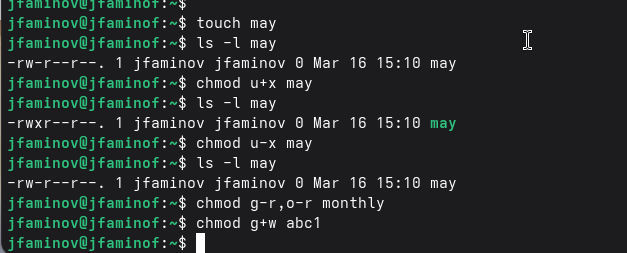 jfaminov@jfaminof:~$
jfaminov@jfaminof:~$ touch may
jfaminov@jfaminof:~$ ls -l may
-rw-r--r--. 1 jfaminov jfaminov 0 Mar 16 15:10 may
jfaminov@jfaminof:~$ chmod u+x may
jfaminov@jfaminof:~$ ls -l may
-rwxr--r--. 1 jfaminov jfaminov 0 Mar 16 15:10 may
jfaminov@jfaminof:~$ chmod u-x may
jfaminov@jfaminof:~$ ls -l may
-rw-r--r--. 1 jfaminov jfaminov 0 Mar 16 15:10 may
jfaminov@jfaminof:~$ chmod g-r,o-r monthly
jfaminov@jfaminof:~$ chmod g+w abc1
jfaminov@jfaminof:~$